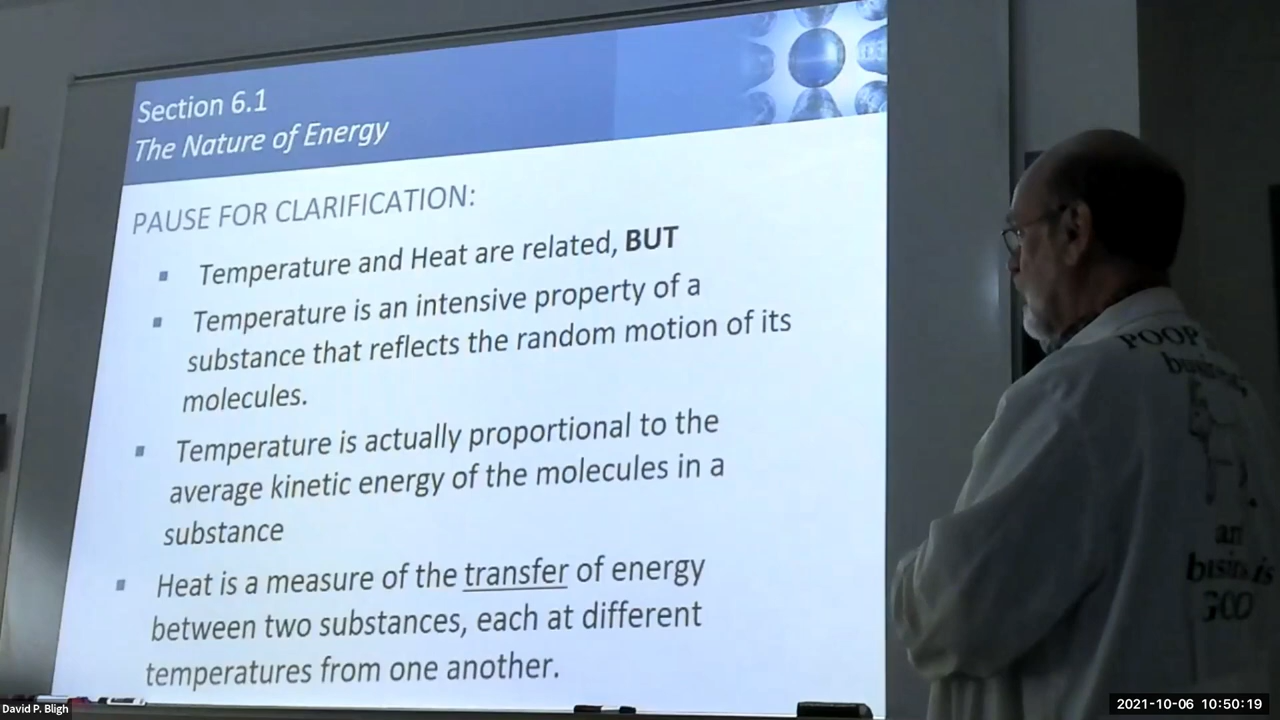 Section 6.1
The Nature of Energy
PAUSE FOR CLARIFICATION:
▪ Temperature and Heat are related, BUT
▪ Temperature is an intensive property of a
substance that reflects the random motion of its
molecules.
▪ Temperature is actually proportional to the
average kinetic energy of the molecules in a
substance
▪ Heat is a measure of the transfer of energy
between two substances, each at different
temperatures from one another.
POOP
is
David P. Bligh
2021-10-06 10:50:19